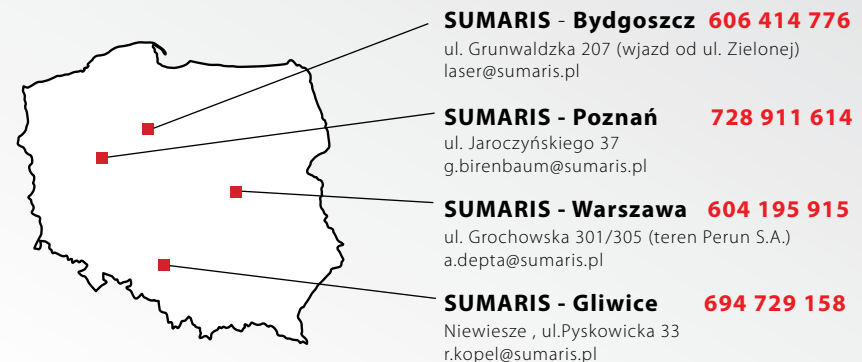 SUMARIS - Bydgoszcz 606 414 776
ul. Grunwaldzka 207 (wjazd od ul. Zielonej)
laser@sumaris.pl
SUMARIS - Poznań 728 911 614
ul. Jaroczyńskiego 37
g.birenbaum@sumaris.pl
SUMARIS - Warszawa 604 195 915
ul. Grochowska 301/305 (teren Perun S.A.)
a.depta@sumaris.pl
SUMARIS - Gliwice 694 729 158
Niewiesze , ul.Pyskowicka 33
r.kopel@sumaris.pl